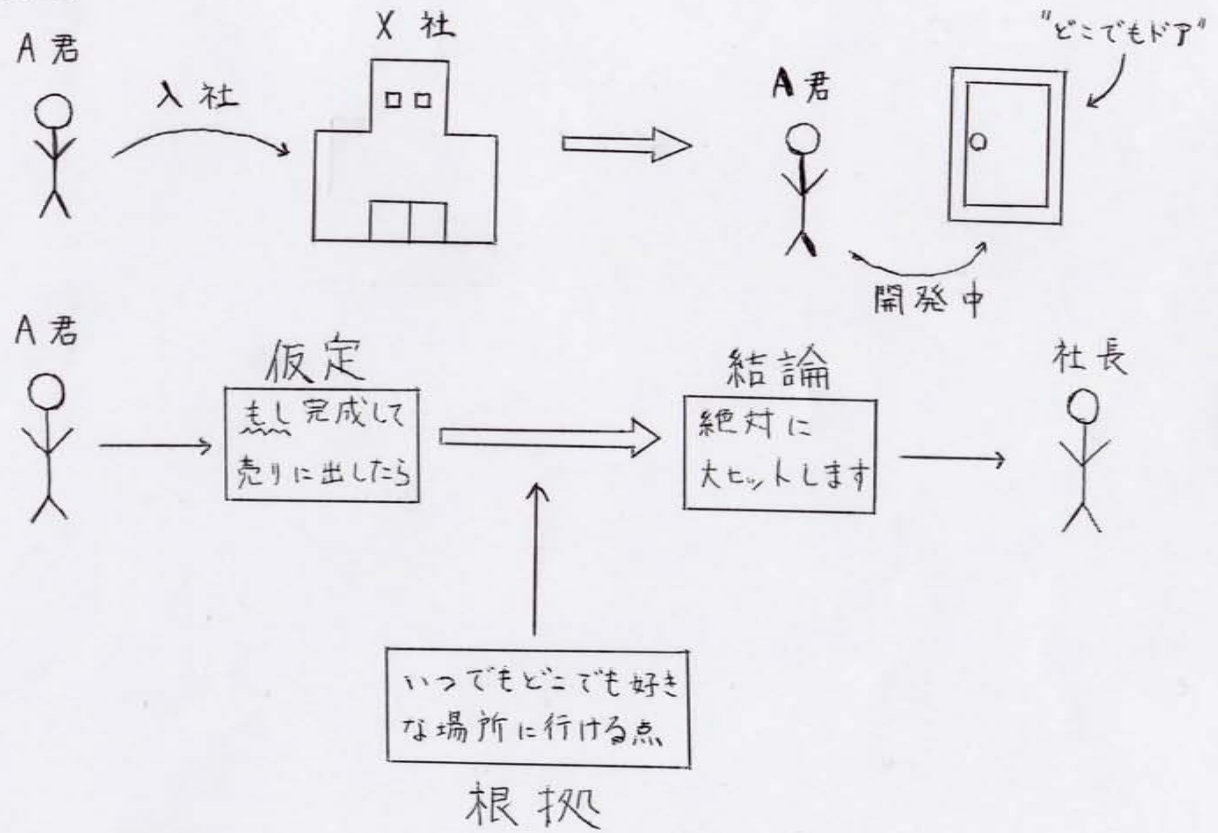 A君
入社
X社
A君
"どこでもドア"
開発中
A君
仮定
もし完成して
売りに出したら
結論
絶対に
大ヒットします
社長
いつでもどこでも好き
な場所に行ける点
根拠